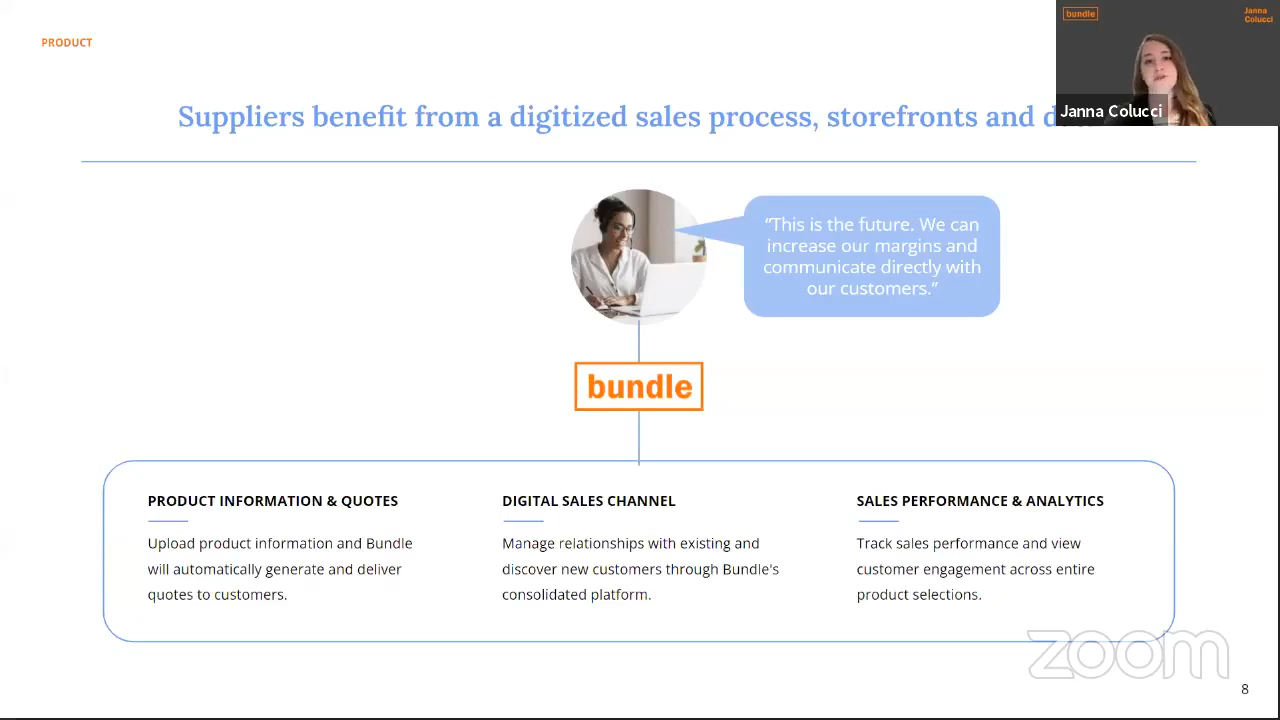 PRODUCT
bundle
Janna
Colucci
Janna Colucci
Suppliers benefit from a digitized sales process, storefronts and
"This is the future. We can
increase our margins and
communicate directly with
our customers."
bundle
PRODUCT INFORMATION & QUOTES
Upload product information and Bundle
will automatically generate and deliver
quotes to customers.
DIGITAL SALES CHANNEL
Manage relationships with existing and
discover new customers through Bundle's
consolidated platform.
SALES PERFORMANCE & ANALYTICS
Track sales performance and view
customer engagement across entire
product selections.
zoom
8